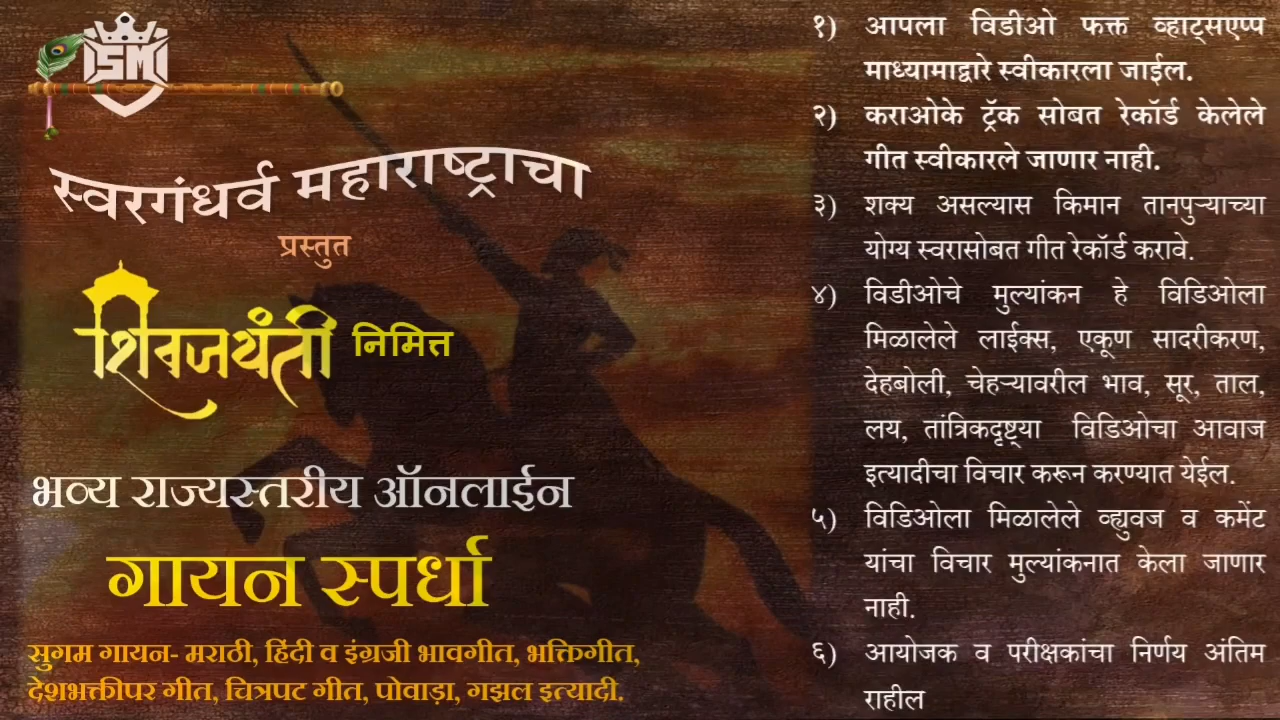 ISM
स्वरगंधर्व महाराष्ट्राचा
प्रस्तुत
शिवजयंती निमित्त
भव्य राज्यस्तरीय ऑनलाईन
गायन स्पर्धा
सुगम गायन- मराठी, हिंदी व इंग्रजी भावगीत, भक्तिगीत,
देशभक्तीपर गीत, चित्रपट गीत, पोवाडा, गझल इत्यादी.
१) आपला विडीओ फक्त व्हाट्सएप्प
माध्यामाद्वारे स्वीकारला जाईल.
२) कराओके ट्रॅक सोबत रेकॉर्ड केलेले
गीत स्वीकारले जाणार नाही.
३) शक्य असल्यास किमान तानपुऱ्याच्या
योग्य स्वरासोबत गीत रेकॉर्ड करावे.
४) विडीओचे मुल्यांकन हे विडिओला
मिळालेले लाईक्स, एकूण सादरीकरण,
देहबोली, चेहऱ्यावरील भाव, सूर, ताल,
लय, तांत्रिकदृष्ट्या विडिओचा आवाज
इत्यादीचा विचार करून करण्यात येईल.
५) विडिओला मिळालेले व्ह्युवज व कमेंट
यांचा विचार मुल्यांकनात केला जाणार
नाही.
६) आयोजक व परीक्षकांचा निर्णय अंतिम
राहील